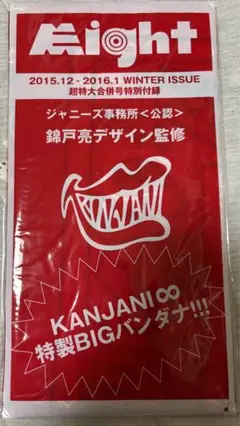 Eight
2015.12 - 2016.1 WINTER ISSUE
超特大合併号特別付録
ジャニーズ事務所<公認>
錦戸亮デザイン監修
KANJANI
KANJANI∞
特製BIGバンダナ!!!